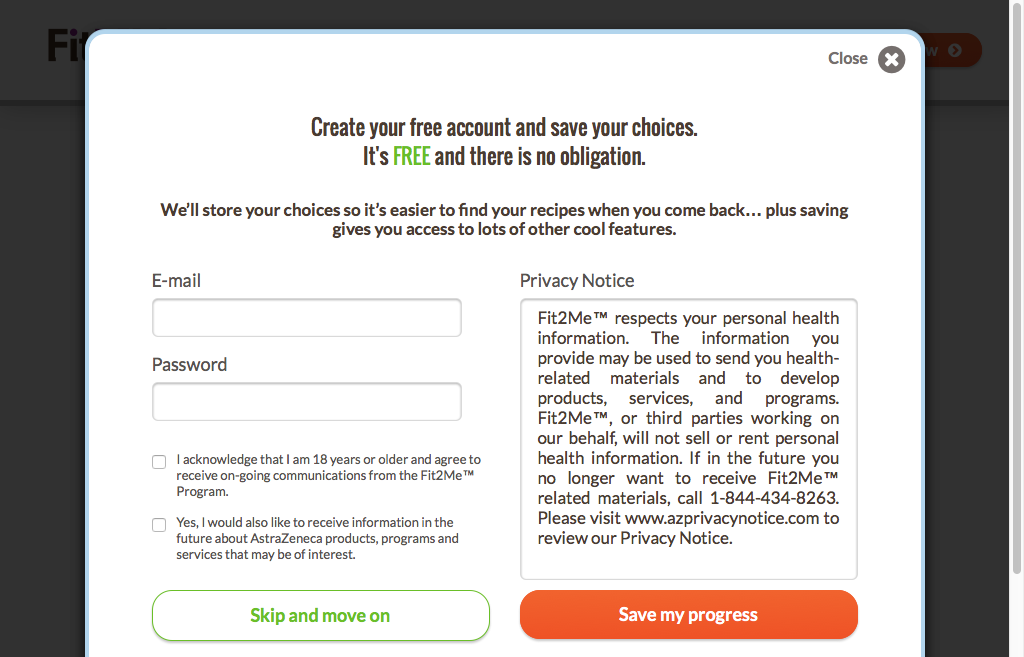 Fit
w
Close
Create your free account and save your choices.
It's FREE and there is no obligation.
We'll store your choices so it's easier to find your recipes when you come back... plus saving
gives you access to lots of other cool features.
E-mail
Password
I acknowledge that I am 18 years or older and agree to
receive on-going communications from the Fit2Me™
Program.
Yes, I would also like to receive information in the
future about AstraZeneca products, programs and
services that may be of interest.
Skip and move on
Privacy Notice
Fit2Me™ respects your personal health
information. The information you
provide may be used to send you health-
related materials and to develop
products, services, and programs.
Fit2Me™, or third parties working on
our behalf, will not sell or rent personal
health information. If in the future you
no longer want to receive Fit2Me™
related materials, call 1-844-434-8263.
Please visit www.azprivacynotice.com to
review our Privacy Notice.
Save my progress